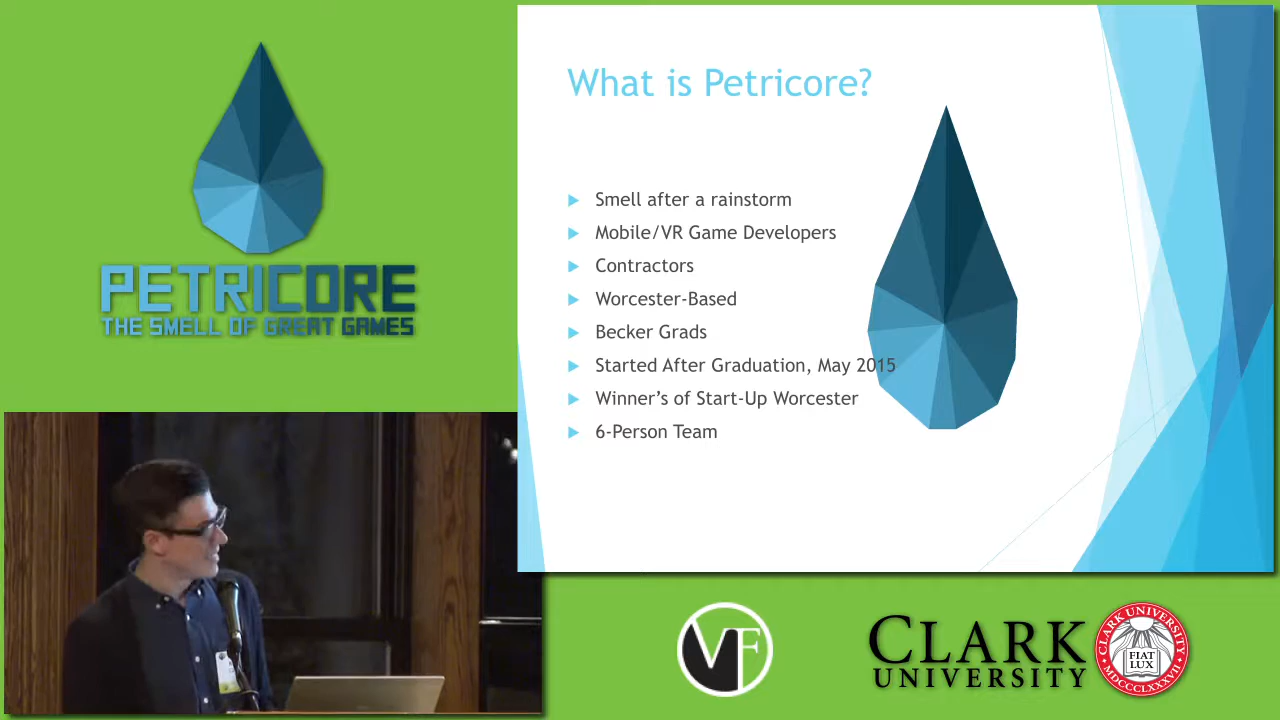 PETRICORE
THE SMELL OF GREAT GAMES
What is Petricore?
Smell after a rainstorm
Mobile/VR Game Developers
Contractors
Worcester-Based
Becker Grads
Started After Graduation, May 2015
Winner's of Start-Up Worcester
6-Person Team
VF
CLARK
UNIVERSITY
CLARK UNIVERSITY
FIAT
LUX
MDCCCLXXXVII